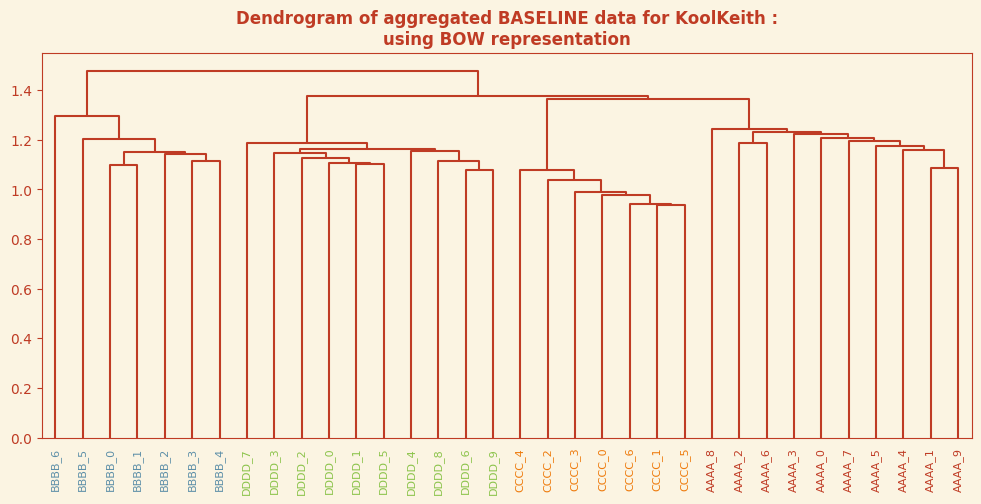 Dendrogram of aggregated BASELINE data for KoolKeith :
using BOW representation
1.4
1.2
1.0
0.8
0.6
0.4
0.2
0.0
BBBB_6
BBBB_5
BBBB_0
BBBB_1
BBBB_2
BBBB_3
BBBB_4
DDDD_7
DDDD_3
DDDD_2
DDDD_0
DDDD_1
DDDD_5
DDDD_4
DDDD_8
DDDD_6
DDDD_9
CCCC_4
CCCC_2
CCCC_3
CCCC_0
CCCC_6
CCCC_1
CCCC_5
AAAA_8
AAAA_2
AAAA_6
AAAA_3
AAAA_0
AAAA_7
AAAA_5
AAAA_4
AAAA_1
AAAA_9